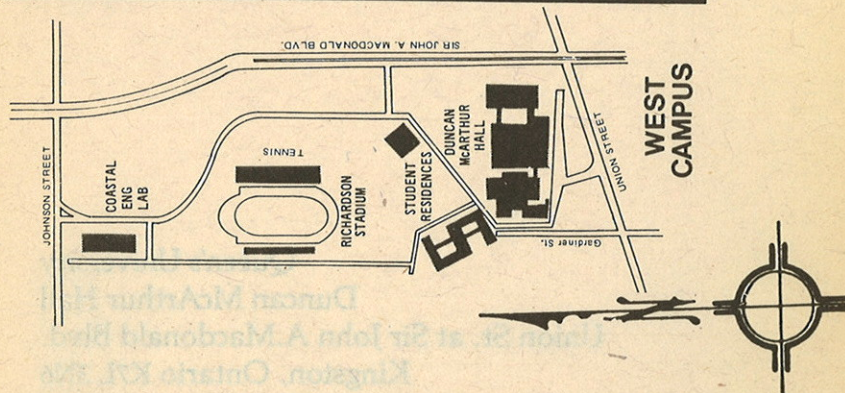 SIR JOHN A. MACDONALD BLVD.
WEST
CAMPUS
JOHNSON STREET
COASTAL
ENG
LAB
TENNIS
RICHARDSON
STADIUM
STUDENT
RESIDENCES
DUNCAN
McARTHUR
HALL
UNION STREET
Gardiner St.
N
Queen's University
Duncan McArthur Hall
Union St. at Sir John A. Macdonald Blvd.
Kingston, Ontario K7L